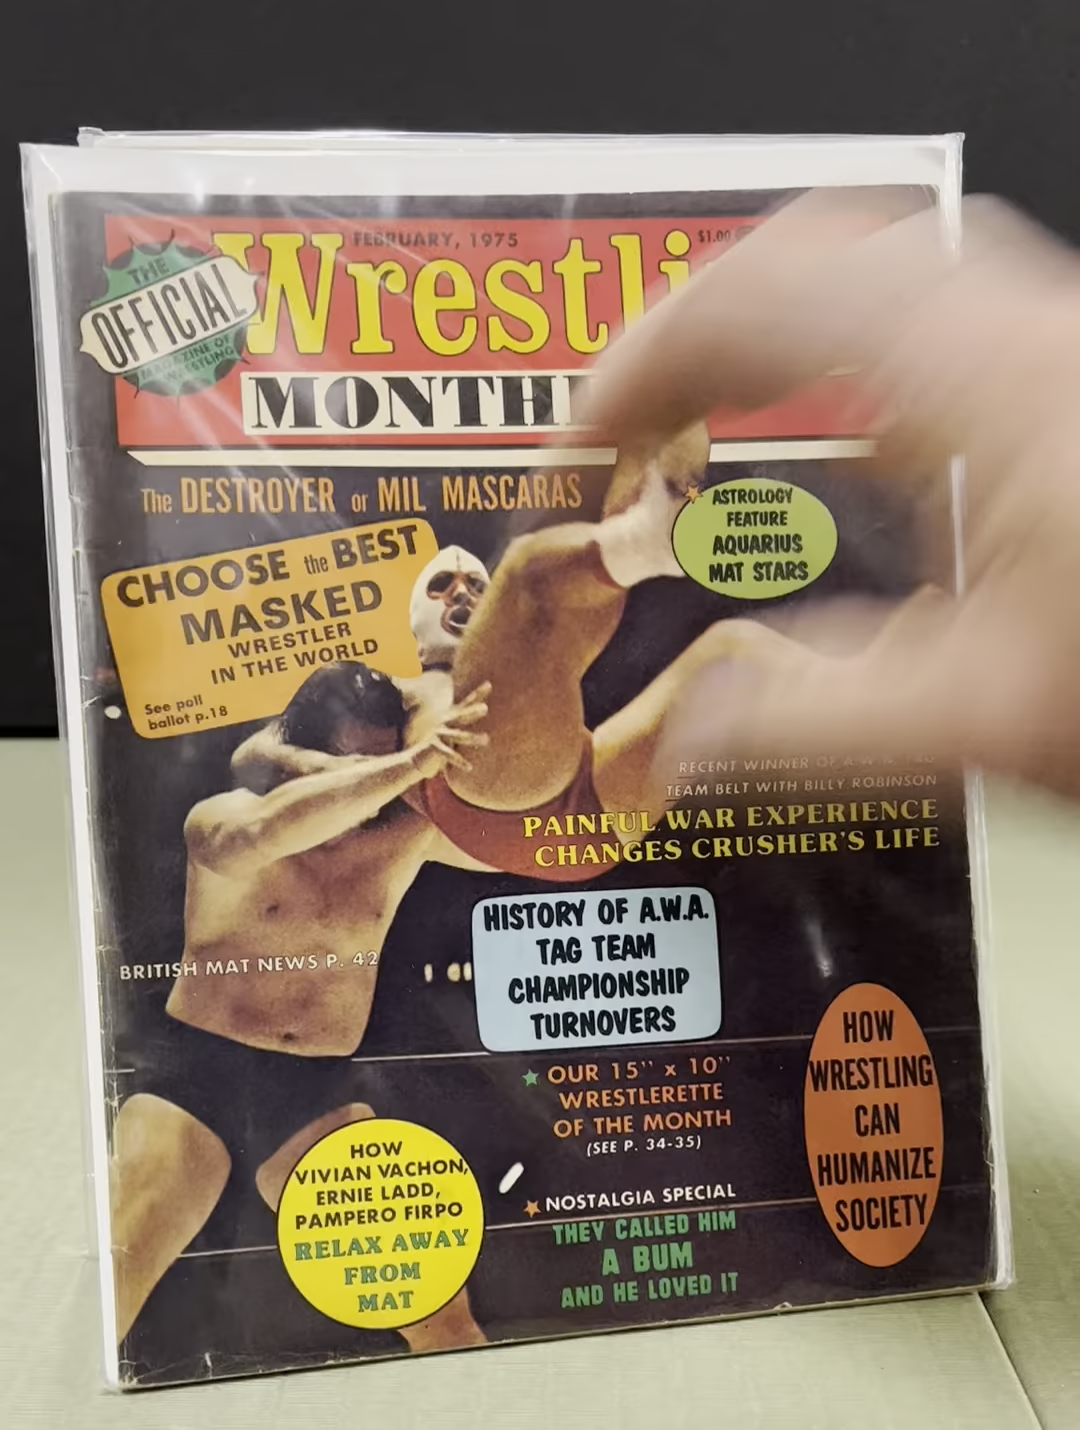 FEBRUARY, 1975
$1.00
THE
OFFICIAL
MAGAZINE OF
WRESTLING
Wrestli
MONTH
The DESTROYER or MIL MASCARAS
CHOOSE the BEST
MASKED
WRESTLER
IN THE WORLD
See poll
ballot p.18
ASTROLOGY
FEATURE
AQUARIUS
MAT STARS
RECENT WINNER OF A.W.A. TAG
TEAM BELT WITH BILLY ROBINSON
PAINFUL WAR EXPERIENCE
CHANGES CRUSHER'S LIFE
HISTORY OF A.W.A.
TAG TEAM
CHAMPIONSHIP
TURNOVERS
BRITISH MAT NEWS P. 42
OUR 15" x 10"
WRESTLERETTE
OF THE MONTH
(SEE P. 34-35)
HOW
WRESTLING
CAN
HUMANIZE
SOCIETY
HOW
VIVIAN VACHON,
ERNIE LADD,
PAMPERO FIRPO
RELAX AWAY
FROM
MAT
NOSTALGIA SPECIAL
THEY CALLED HIM
A BUM
AND HE LOVED IT